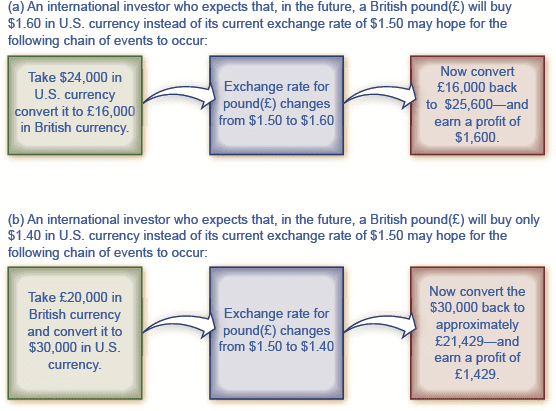 (a) An international investor who expects that, in the future, a British pound(£) will buy
$1.60 in U.S. currency instead of its current exchange rate of $1.50 may hope for the
following chain of events to occur:
Take $24,000 in
U.S. currency
convert it to £16,000
in British currency.
Exchange rate for
pound(£) changes
from $1.50 to $1.60
Now convert
£16,000 back
to $25,600—and
earn a profit of
$1,600.
(b) An international investor who expects that, in the future, a British pound(£) will buy only
$1.40 in U.S. currency instead of its current exchange rate of $1.50 may hope for the
following chain of events to occur:
Take £20,000 in
British currency
and convert it to
$30,000 in U.S.
currency.
Exchange rate for
pound(£) changes
from $1.50 to $1.40
Now convert the
$30,000 back to
approximately
£21,429—and
earn a profit of
£1,429.